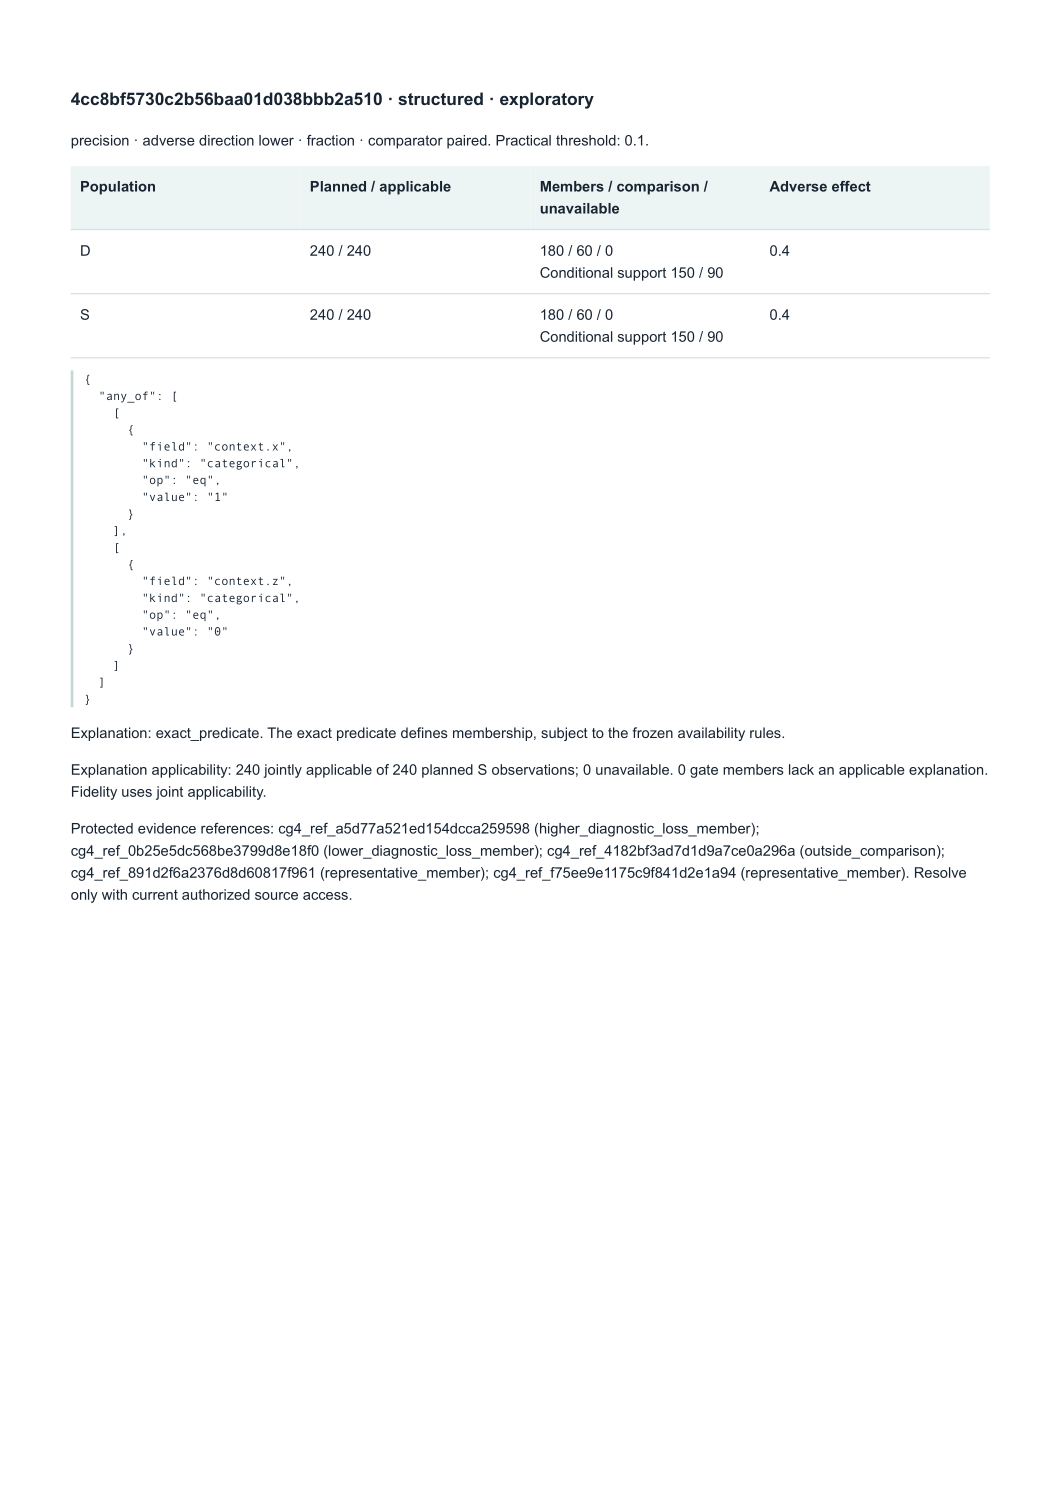 4cc8bf5730c2b56baa01d038bbb2a510 · structured · exploratory
precision · adverse direction lower · fraction · comparator paired. Practical threshold: 0.1.
Population Planned / applicable Members / comparison / unavailable Adverse effect
D 240 / 240 180 / 60 / 0 0.4
Conditional support 150 / 90
S 240 / 240 180 / 60 / 0 0.4
Conditional support 150 / 90
{
  "any_of": [
    [
      {
        "field": "context.x",
        "kind": "categorical",
        "op": "eq",
        "value": "1"
      }
    ],
    [
      {
        "field": "context.z",
        "kind": "categorical",
        "op": "eq",
        "value": "0"
      }
    ]
  ]
}
Explanation: exact_predicate. The exact predicate defines membership, subject to the frozen availability rules.
Explanation applicability: 240 jointly applicable of 240 planned S observations; 0 unavailable. 0 gate members lack an applicable explanation.
Fidelity uses joint applicability.
Protected evidence references: cg4_ref_a5d77a521ed154dcca259598 (higher_diagnostic_loss_member);
cg4_ref_0b25e5dc568be3799d8e18f0 (lower_diagnostic_loss_member); cg4_ref_4182bf3ad7d1d9a7ce0a296a (outside_comparison);
cg4_ref_891d2f6a2376d8d60817f961 (representative_member); cg4_ref_f75ee9e1175c9f841d2e1a94 (representative_member). Resolve
only with current authorized source access.